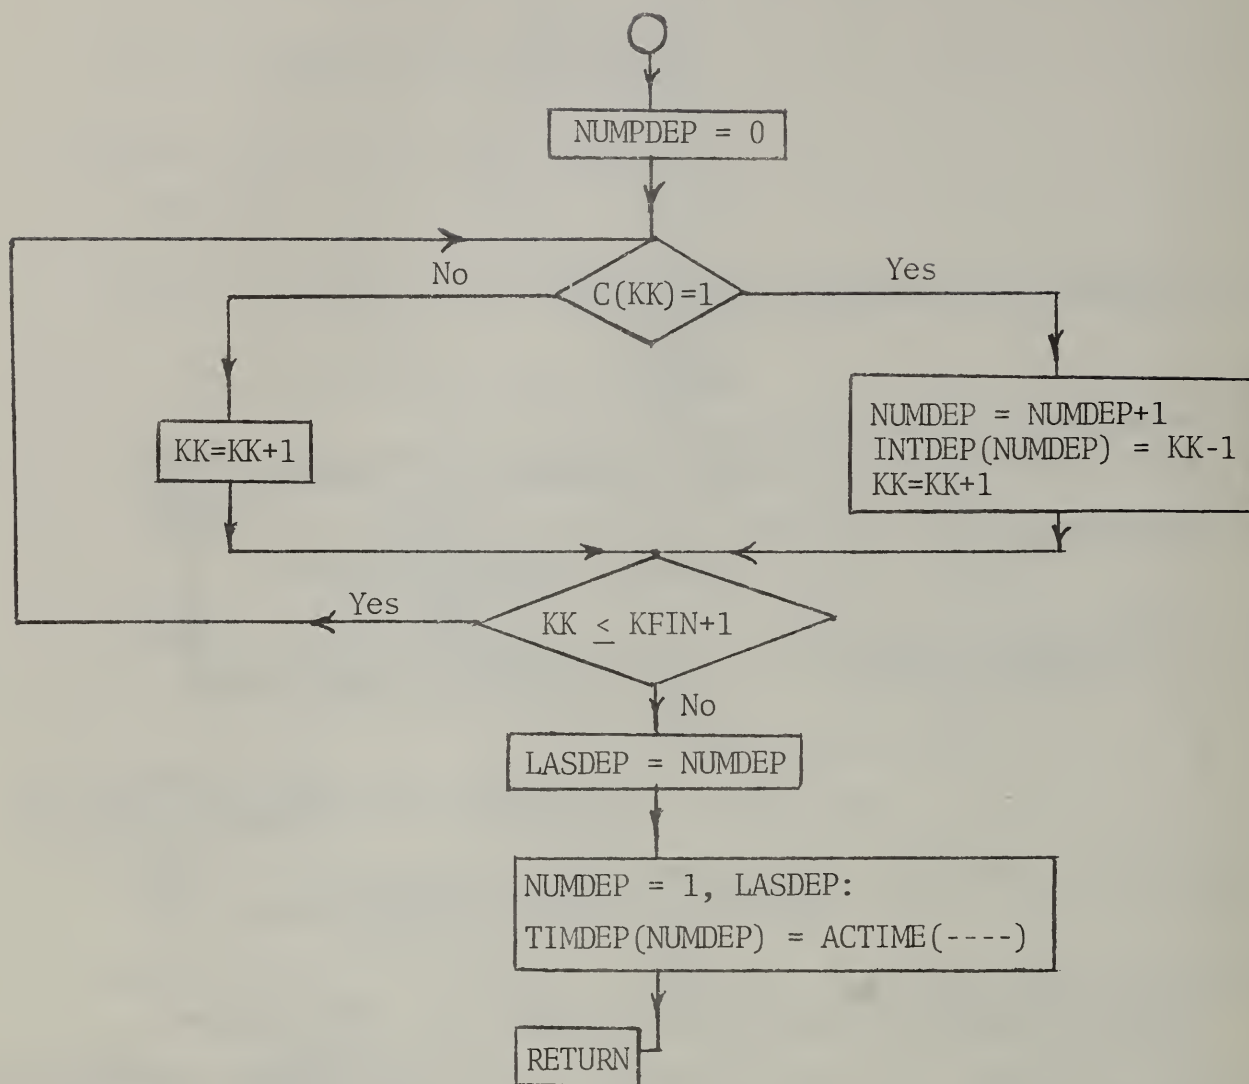 NUMPDEP = 0
No
C(KK)=1
Yes
KK=KK+1
NUMDEP = NUMDEP+1
INTDEP(NUMDEP) = KK-1
KK=KK+1
Yes
KK ≤ KFIN+1
No
LASDEP = NUMDEP
NUMDEP = 1, LASDEP:
TIMDEP(NUMDEP) = ACTIME(----)
RETURN